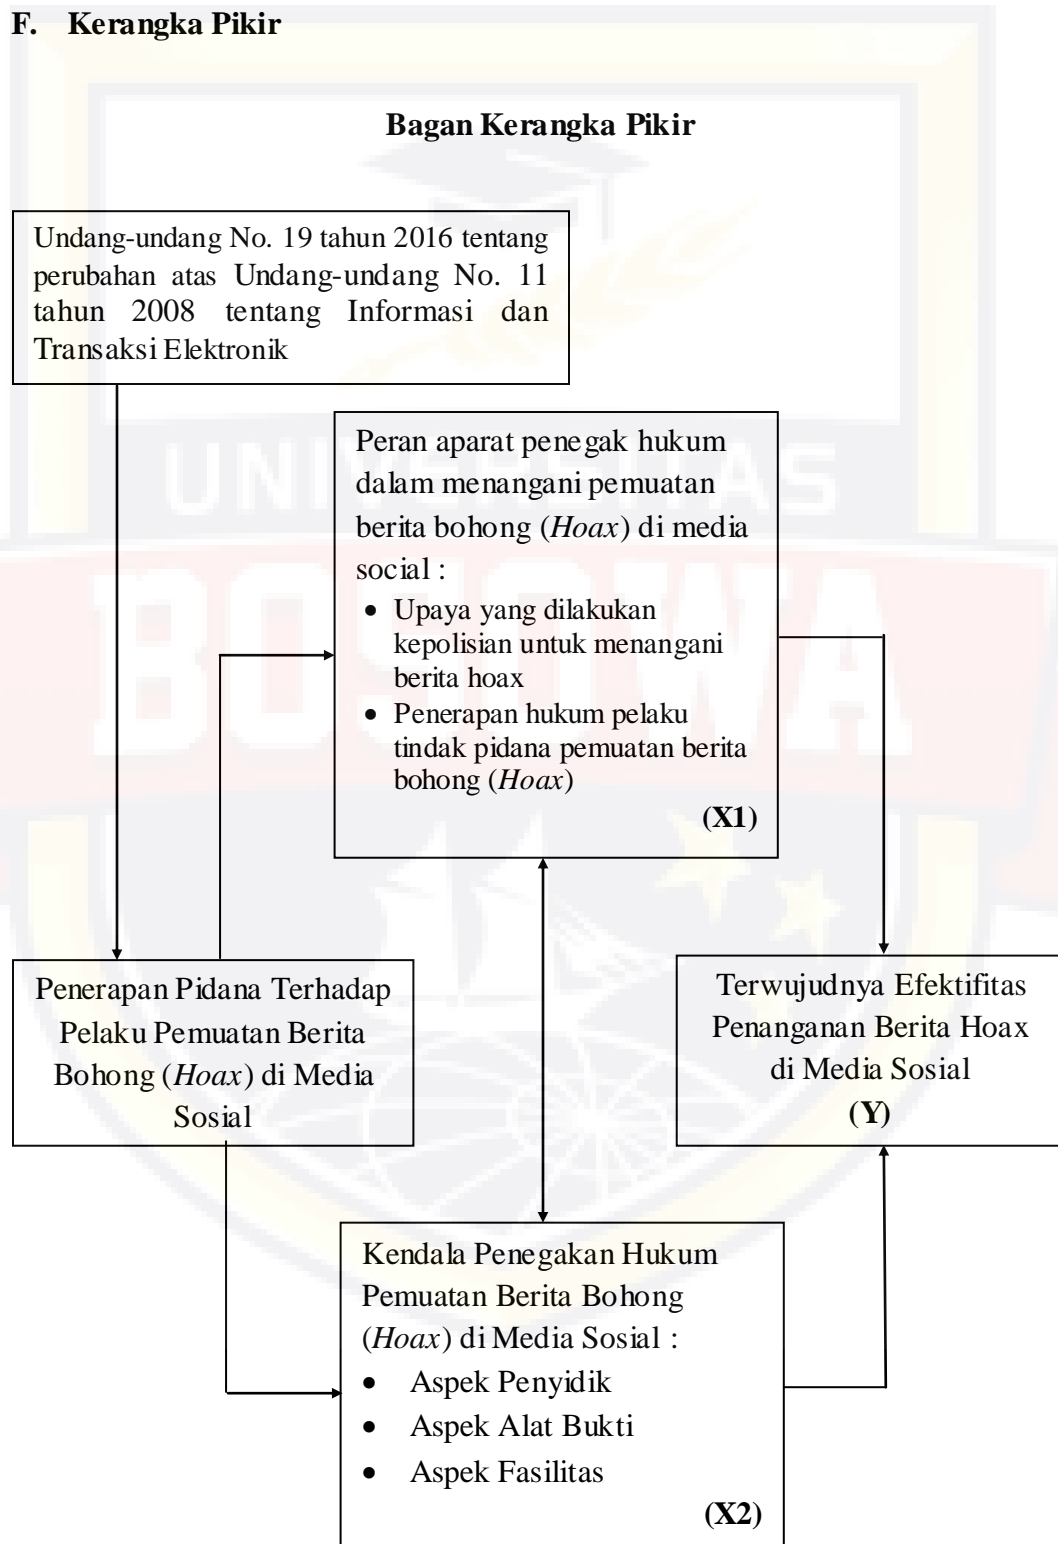 F. Kerangka Pikir
Bagan Kerangka Pikir
Undang-undang No. 19 tahun 2016 tentang
perubahan atas Undang-undang No. 11
tahun 2008 tentang Informasi dan
Transaksi Elektronik
Peran aparat penegak hukum
dalam menangani pemuatan
berita bohong (Hoax) di media
social :
• Upaya yang dilakukan
kepolisian untuk menangani
berita hoax
• Penerapan hukum pelaku
tindak pidana pemuatan berita
bohong (Hoax)
(X1)
Penerapan Pidana Terhadap
Pelaku Pemuatan Berita
Bohong (Hoax) di Media
Sosial
Terwujudnya Efektifitas
Penanganan Berita Hoax
di Media Sosial
(Y)
Kendala Penegakan Hukum
Pemuatan Berita Bohong
(Hoax) di Media Sosial :
• Aspek Penyidik
• Aspek Alat Bukti
• Aspek Fasilitas
(X2)
UNIVERSITAS
BOSOWA